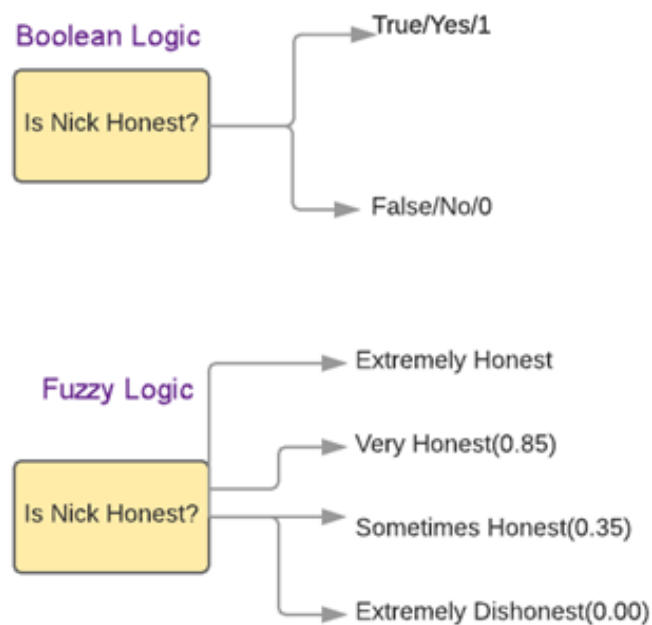 Boolean Logic
True/Yes/1
Is Nick Honest?
False/No/0
Extremely Honest
Fuzzy Logic
Very Honest(0.85)
Is Nick Honest?
Sometimes Honest(0.35)
Extremely Dishonest(0.00)